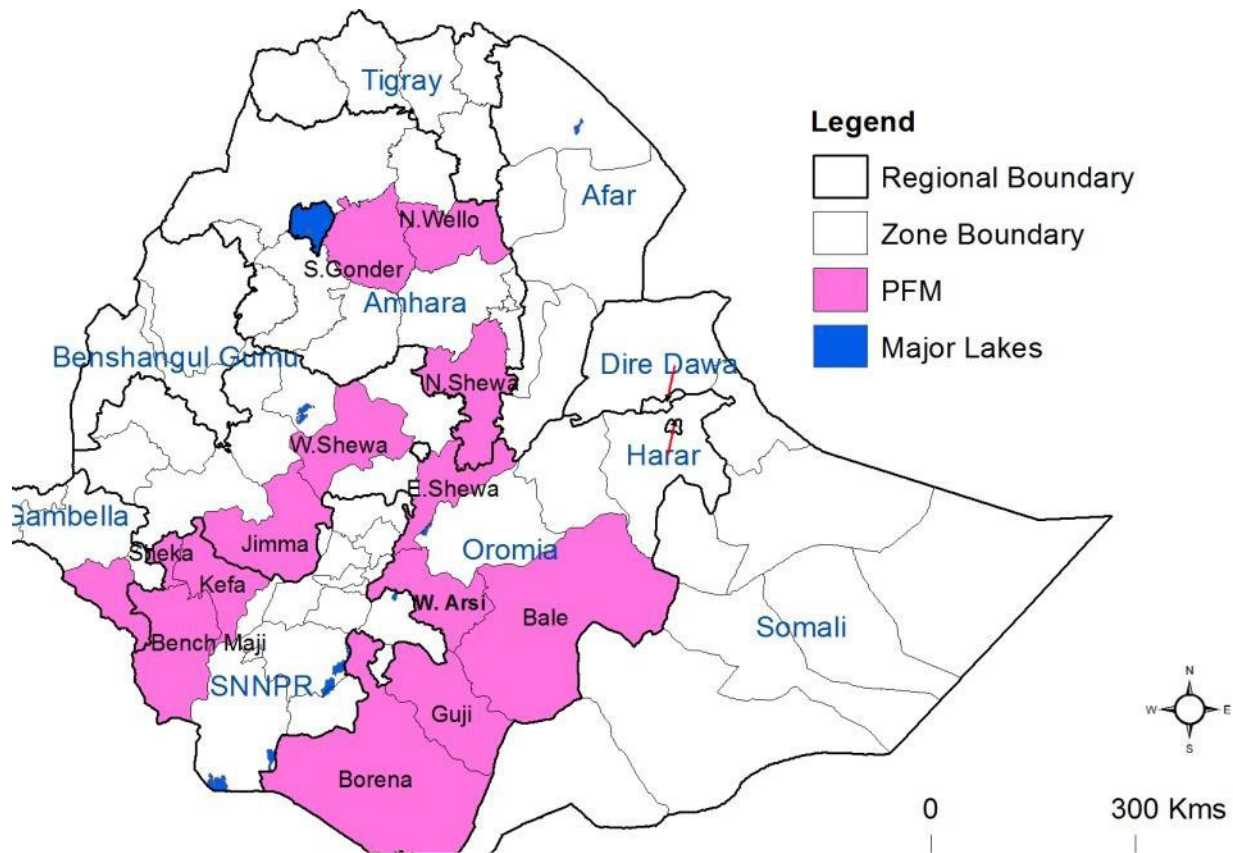 Tigray
Legend
Regional Boundary
Zone Boundary
PFM
Major Lakes
Afar
N.Wello
S.Gonder
Amhara
Benshangul Gumu
Dire Dawa
N.Shewa
W.Shewa
Harar
E.Shewa
Gambella
Oromia
Sheka
Jimma
Kefa
W. Arsi
Bale
Somali
Bench Maji
SNNPR
Guji
Borena
N
W
E
S
0
300 Kms